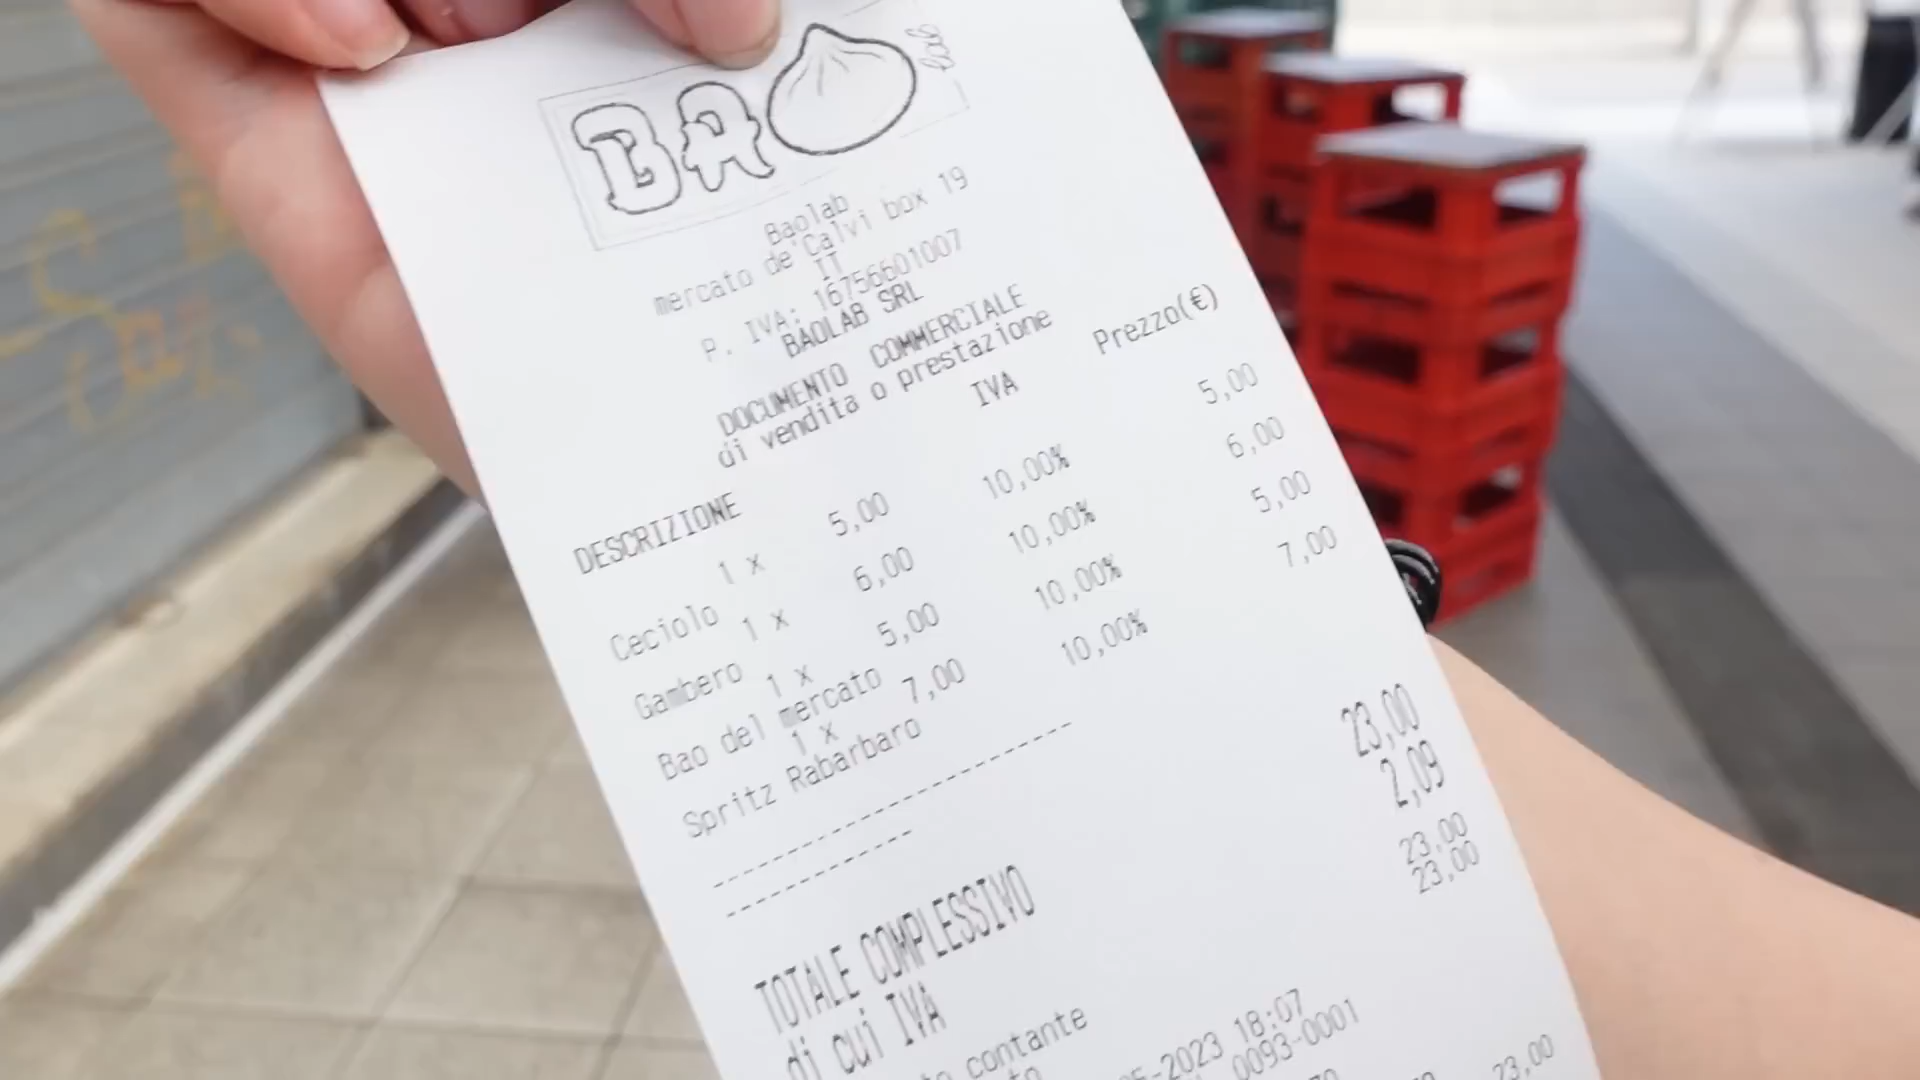 BAO
Lab
Baolab
mercato de'Calvi box 19
IT
P. IVA: 16756601007
BAOLAB SRL
DOCUMENTO COMMERCIALE
di vendita o prestazione
DESCRIZIONE IVA Prezzo(€)
1 x 5,00 10,00% 5,00
Ceciolo
1 x 6,00 10,00% 6,00
Gambero
1 x 5,00 10,00% 5,00
Bao del mercato
1 x 7,00 10,00% 7,00
Spritz Rabarbaro
--------------------------
-------------
TOTALE COMPLESSIVO 23,00
di cui IVA 2,09
contante 23,00
23,00
-2023 18:07
0093-0001
23,00